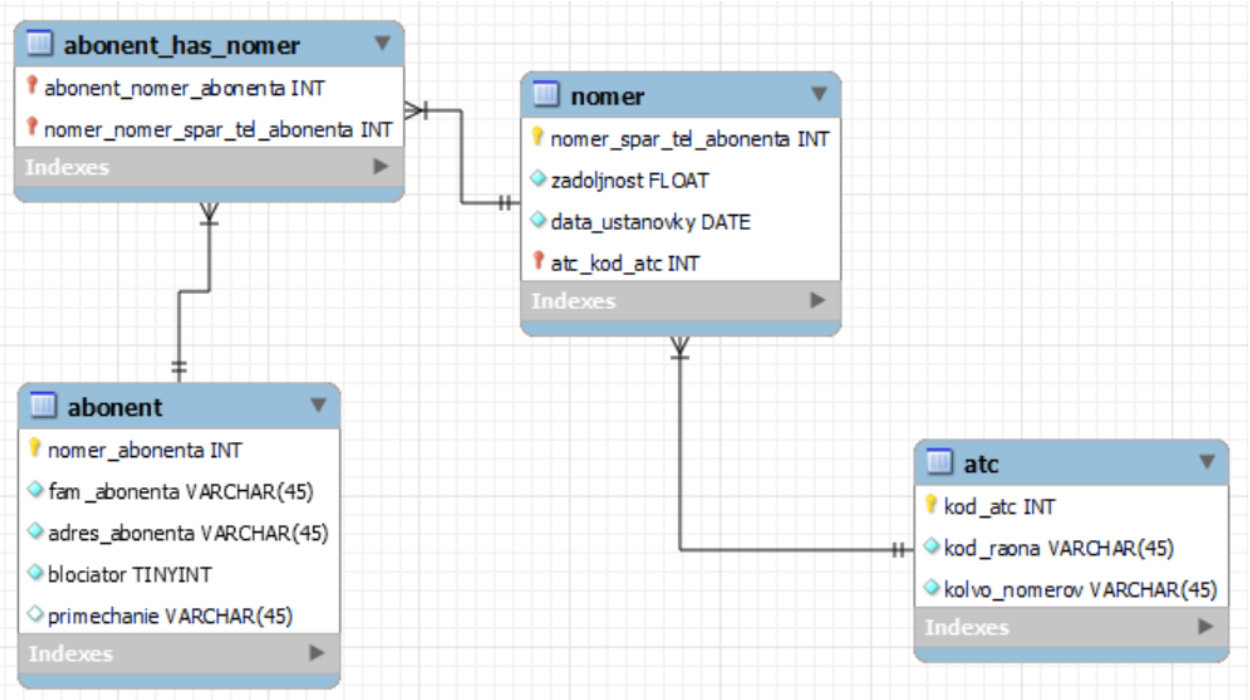 abonent_has_nomer
abonent_nomer_abonenta INT
nomer_nomer_spar_tel_abonenta INT
Indexes
nomer
nomer_spar_tel_abonenta INT
zadoljnost FLOAT
data_ustanovky DATE
atc_kod_atc INT
Indexes
abonent
nomer_abonenta INT
fam_abonenta VARCHAR(45)
adres_abonenta VARCHAR(45)
blociator TINYINT
primechanie VARCHAR(45)
Indexes
atc
kod_atc INT
kod_raona VARCHAR(45)
kolvo_nomerov VARCHAR(45)
Indexes